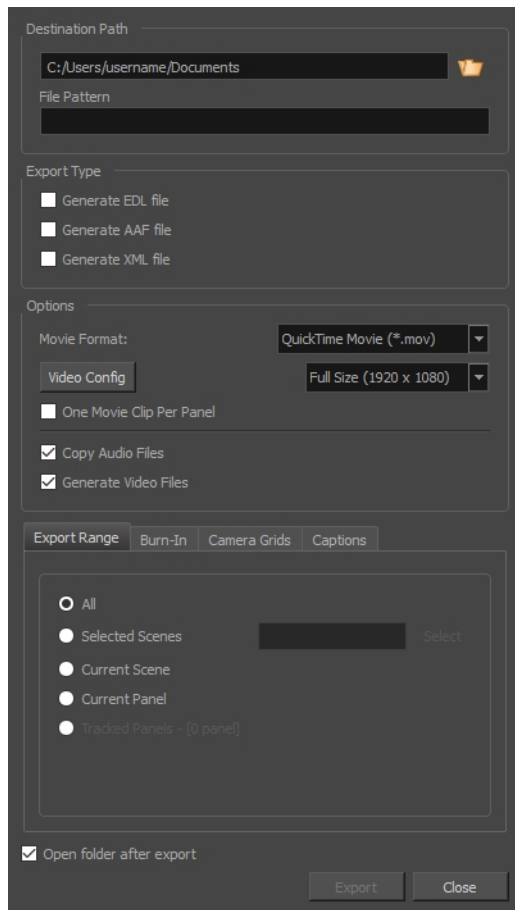 Destination Path
C:/Users/username/Documents
File Pattern
Export Type
Generate EDL file
Generate AAF file
Generate XML file
Options
Movie Format: QuickTime Movie (*.mov)
Video Config Full Size (1920 x 1080)
One Movie Clip Per Panel
Copy Audio Files
Generate Video Files
Export Range Burn-In Camera Grids Captions
All
Selected Scenes Select
Current Scene
Current Panel
Tracked Panels - [0 panel]
Open folder after export
Export Close